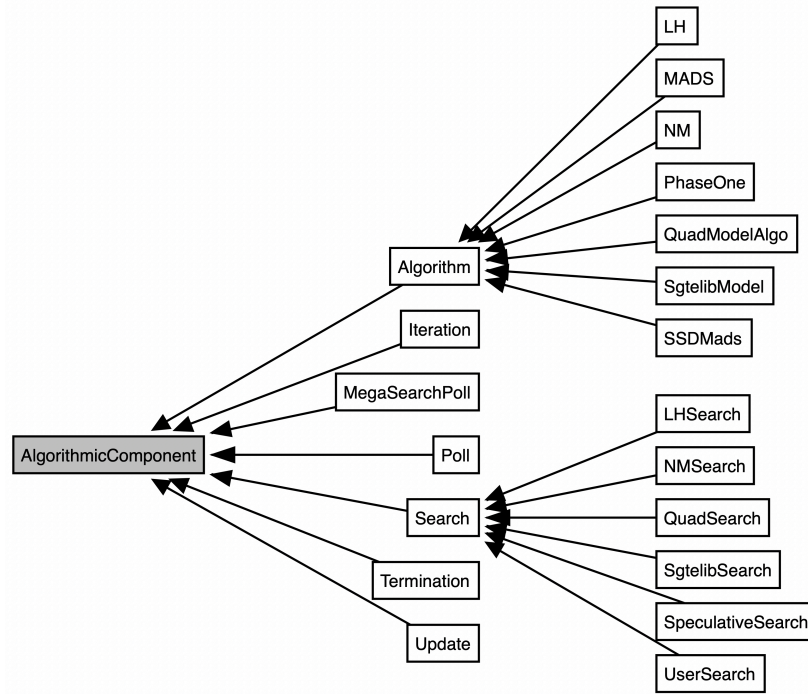 LH
MADS
NM
PhaseOne
QuadModelAlgo
SgtelibModel
SSDMads
Algorithm
Iteration
MegaSearchPoll
AlgorithmicComponent
Poll
Search
Termination
Update
LHSearch
NMSearch
QuadSearch
SgtelibSearch
SpeculativeSearch
UserSearch